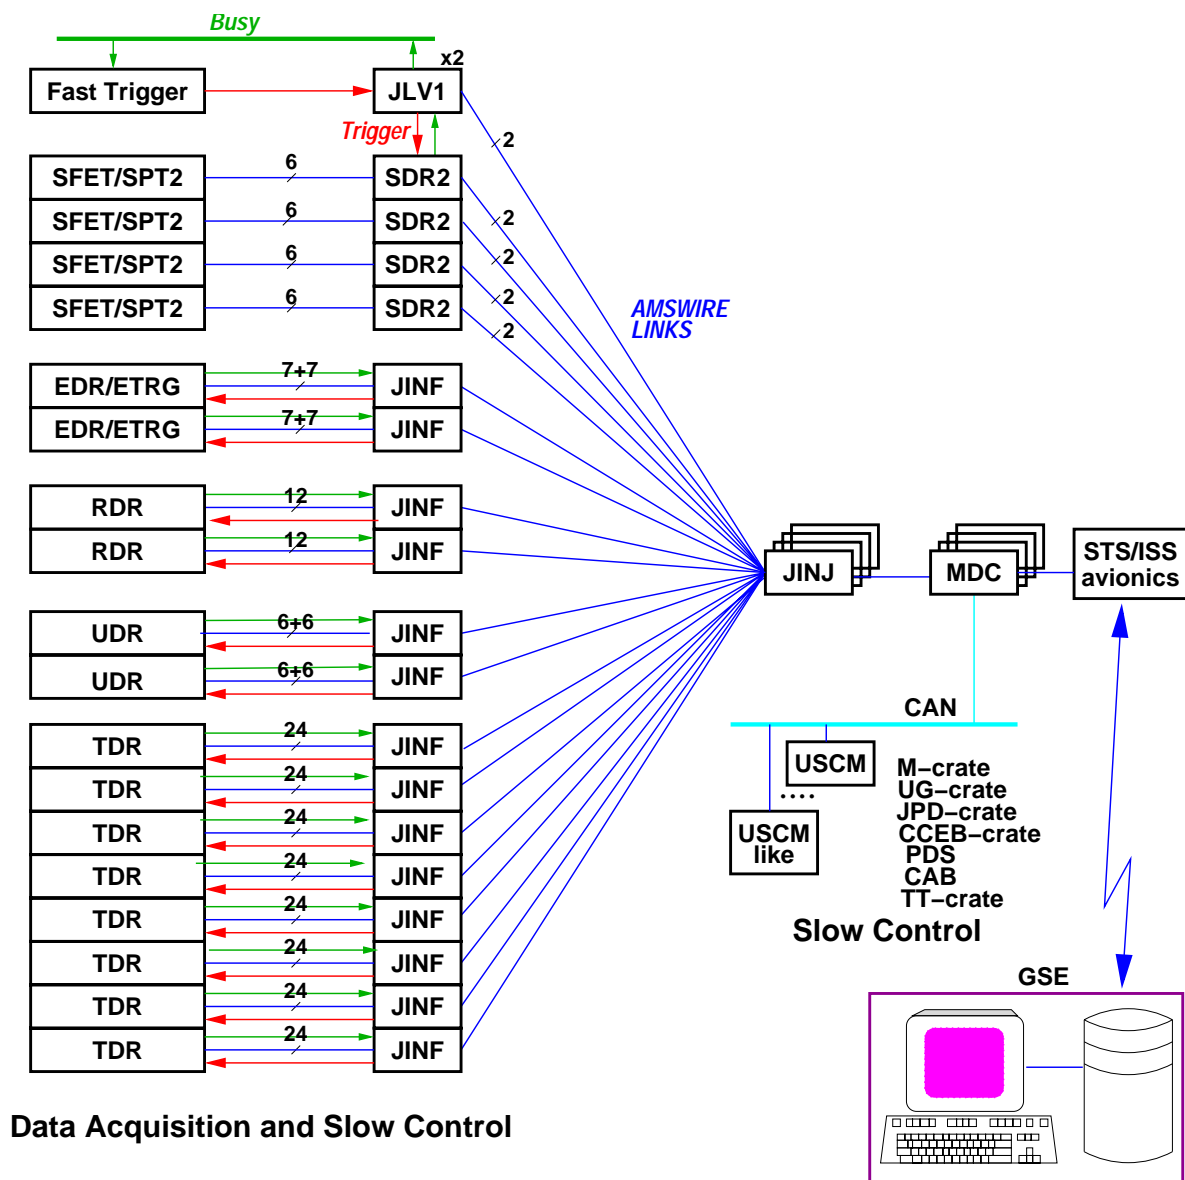 Busy
x2
Fast Trigger
JLV1
Trigger
2
SFET/SPT2
6
SDR2
SFET/SPT2
6
SDR2
2
SFET/SPT2
6
SDR2
2
SFET/SPT2
6
SDR2
2
2
AMSWIRE
LINKS
EDR/ETRG
7+7
JINF
EDR/ETRG
7+7
JINF
RDR
12
JINF
RDR
12
JINF
JINJ
MDC
STS/ISS
avionics
UDR
6+6
JINF
UDR
6+6
JINF
TDR
24
JINF
TDR
24
JINF
TDR
24
JINF
TDR
24
JINF
TDR
24
JINF
TDR
24
JINF
TDR
24
JINF
TDR
24
JINF
CAN
USCM
....
USCM
like
M−crate
UG−crate
JPD−crate
CCEB−crate
PDS
CAB
TT−crate
Slow Control
GSE
Data Acquisition and Slow Control